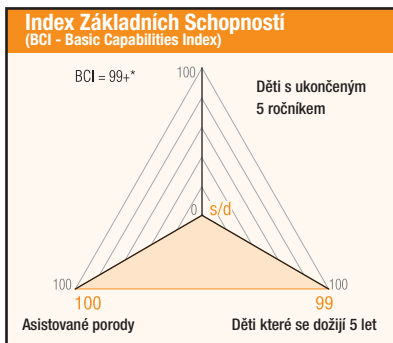 Index Základních Schopností
(BCI - Basic Capabilities Index)
BCI = 99+*
100
Děti s ukončeným
5 ročníkem
0
s/d
100
100
100
99
Asistované porody
Děti které se dožijí 5 let